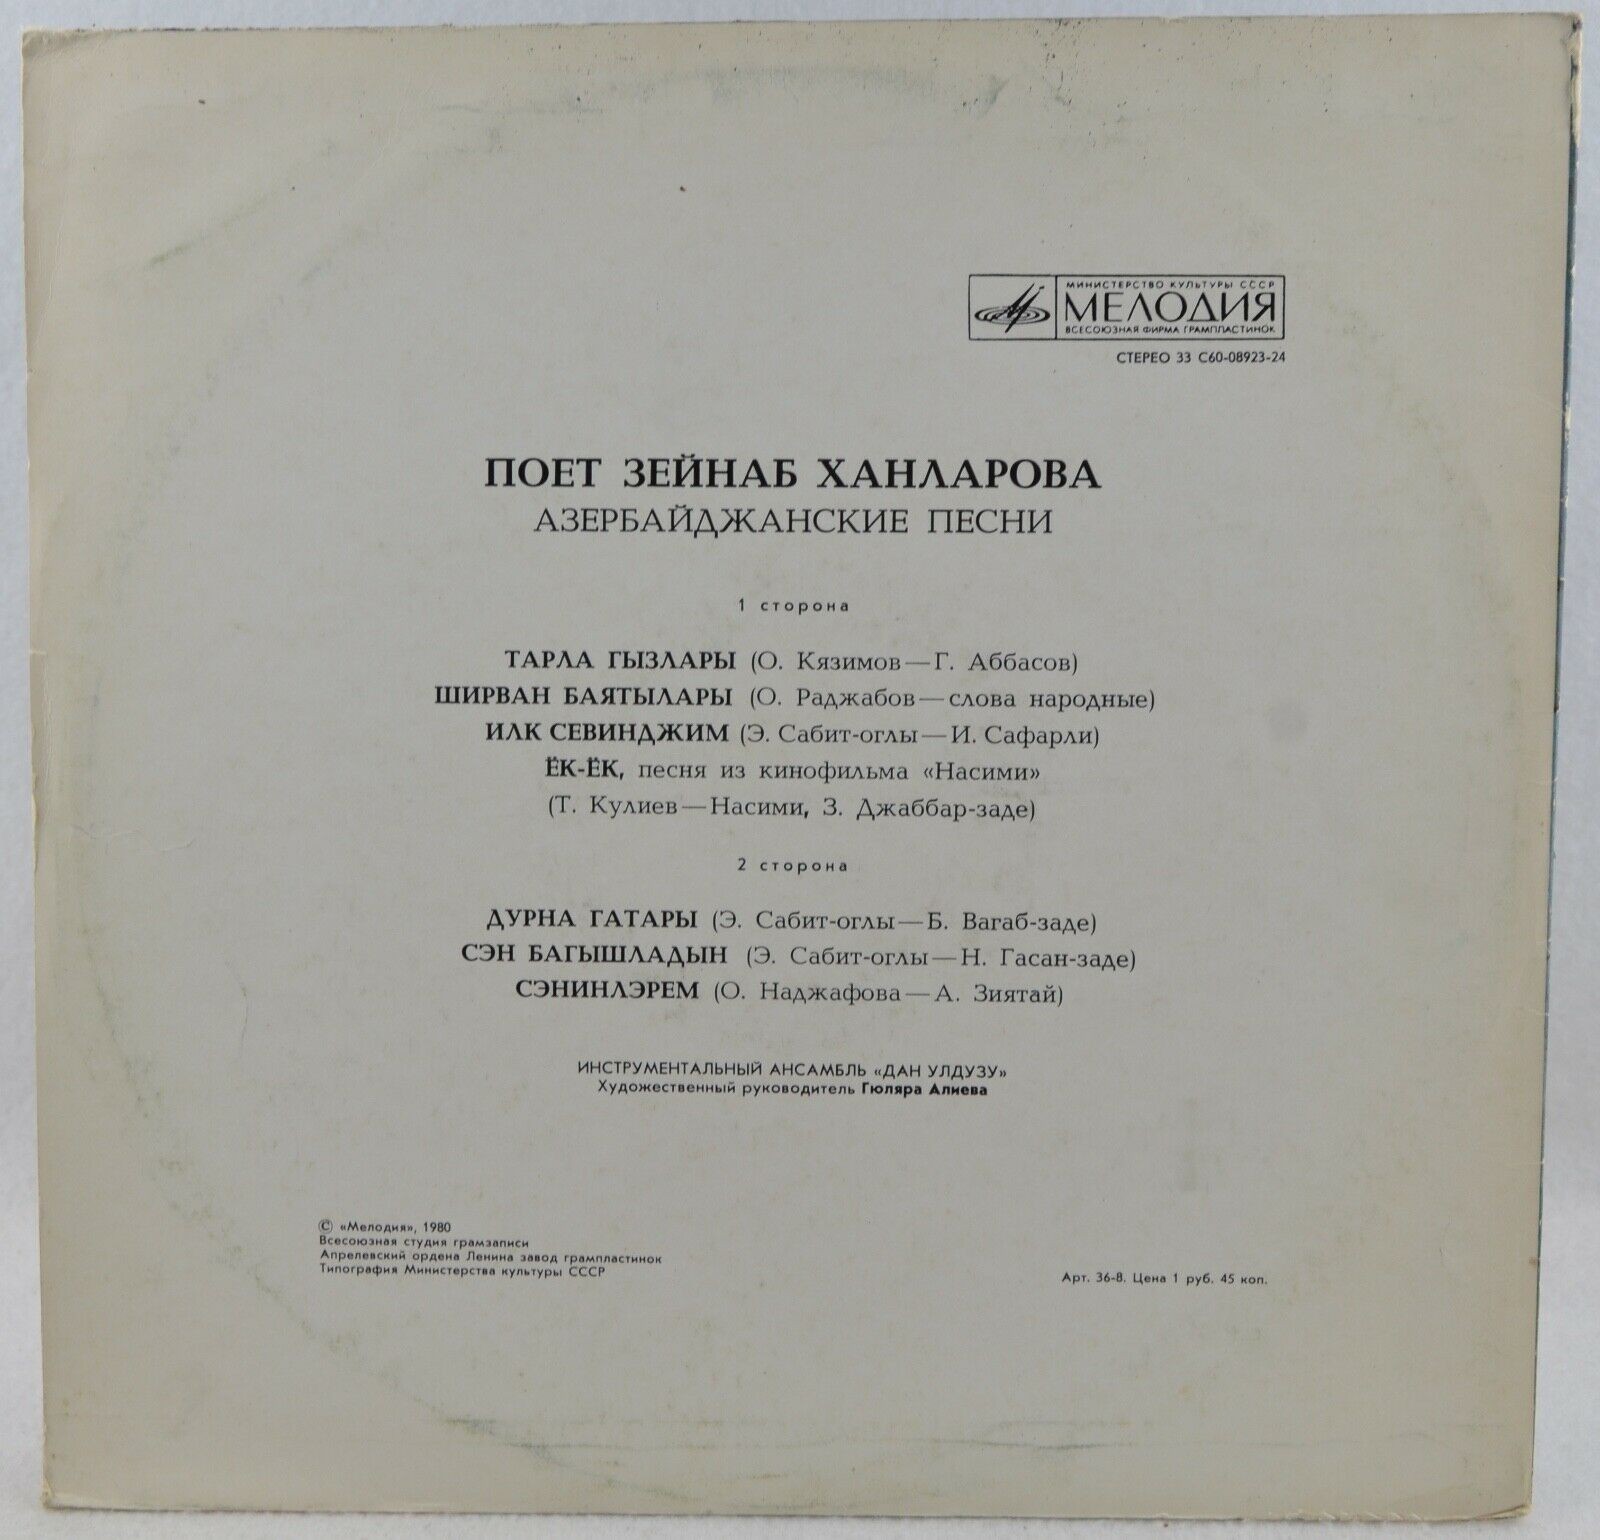 МИНИСТЕРСТВО КУЛЬТУРЫ СССР
МЕЛОДИЯ
ВСЕСОЮЗНАЯ ФИРМА ГРАМПЛАСТИНОК
СТЕРЕО 33 С60-08923-24
ПОЕТ ЗЕЙНАБ ХАНЛАРОВА
АЗЕРБАЙДЖАНСКИЕ ПЕСНИ
1 сторона
ТАРЛА ГЫЗЛАРЫ (О. Кязимов—Г. Аббасов)
ШИРВАН БАЯТЫЛАРЫ (О. Раджабов—слова народные)
ИЛК СЕВИНДЖИМ (Э. Сабит-оглы—И. Сафарли)
ЁК-ЁК, песня из кинофильма «Насими»
(Т. Кулиев—Насими, З. Джаббар-заде)
2 сторона
ДУРНА ГАТАРЫ (Э. Сабит-оглы—Б. Вагаб-заде)
СЭН БАГЫШЛАДЫН (Э. Сабит-оглы—Н. Гасан-заде)
СЭНИНЛЭРЕМ (О. Наджафова—А. Зиятай)
ИНСТРУМЕНТАЛЬНЫЙ АНСАМБЛЬ «ДАН УЛДУЗУ»
Художественный руководитель Гюляра Алиева
© «Мелодия», 1980
Всесоюзная студия грамзаписи
Апрелевский ордена Ленина завод грампластинок
Типография Министерства культуры СССР
Арт. 36-8. Цена 1 руб. 45 коп.